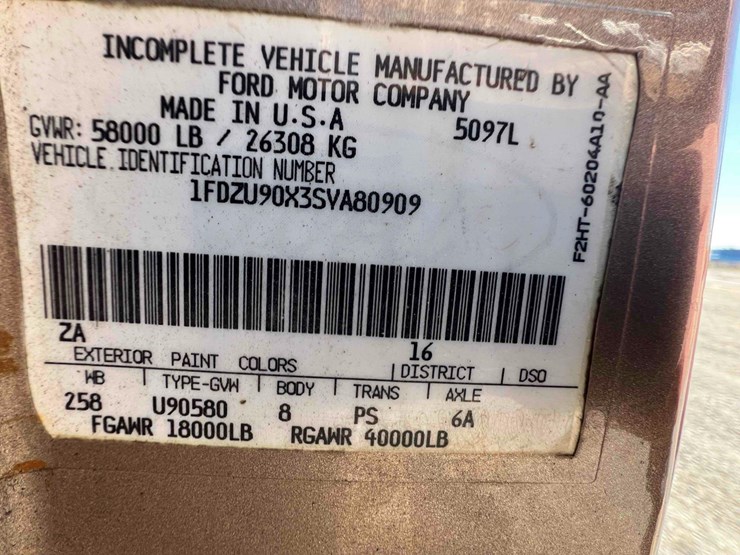 INCOMPLETE VEHICLE MANUFACTURED BY
FORD MOTOR COMPANY
MADE IN U.S.A
5097L
GVWR: 58000 LB / 26308 KG
VEHICLE IDENTIFICATION NUMBER
1FDZU90X3SVA80909
F2HT-60204A10-AA
ZA
16
EXTERIOR PAINT COLORS DISTRICT DSO
WB TYPE-GVW BODY TRANS AXLE
258 U90580 8 PS 6A
FGAWR 18000LB RGAWR 40000LB